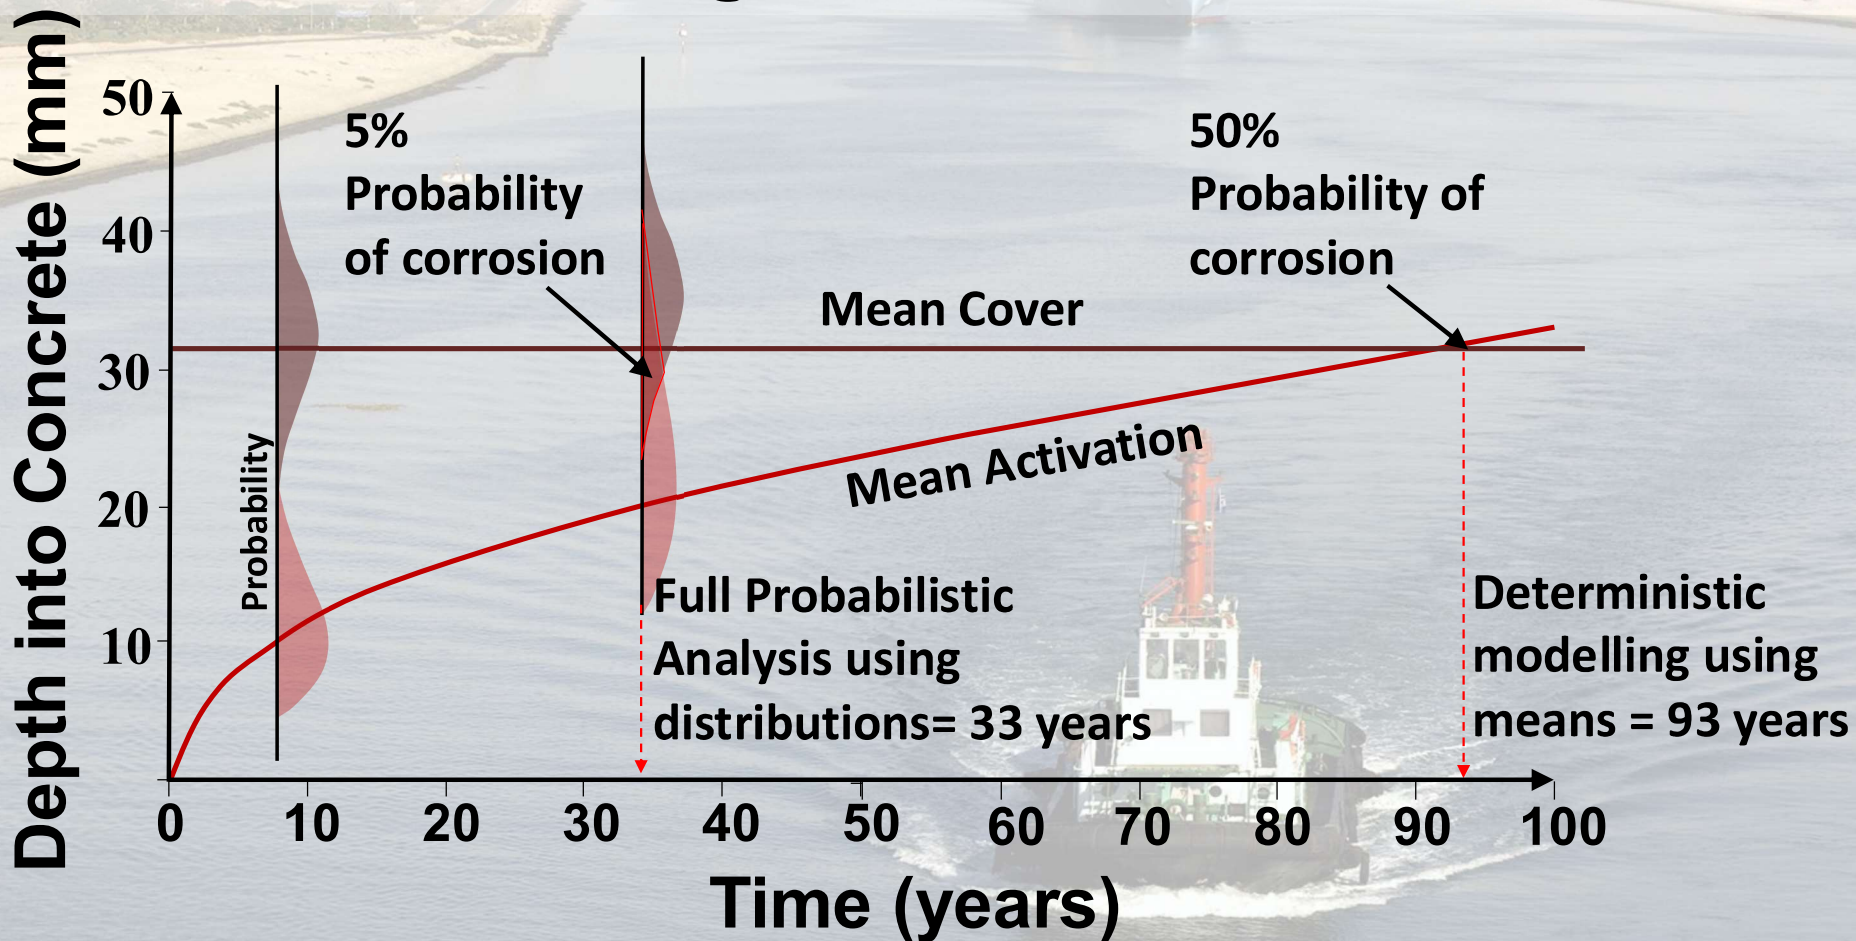 Depth into Concrete (mm)
50
40
30
20
10
Probability
5%
Probability
of corrosion
50%
Probability of
corrosion
Mean Cover
Mean Activation
Full Probabilistic
Analysis using
distributions= 33 years
Deterministic
modelling using
means = 93 years
0 10 20 30 40 50 60 70 80 90 100
Time (years)